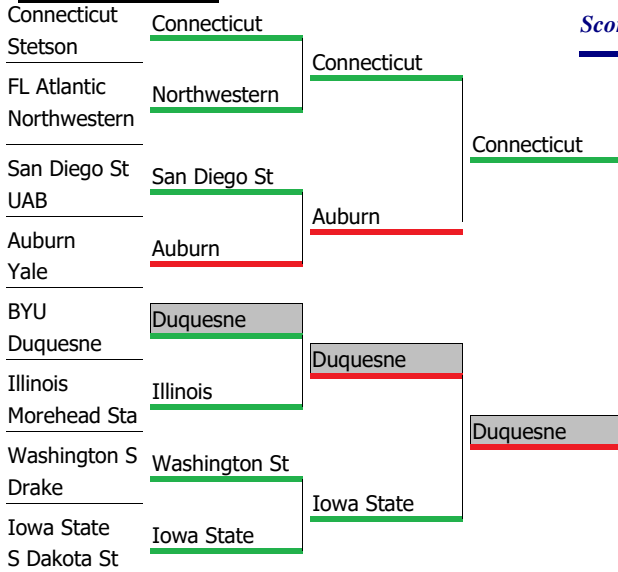 Connecticut
Stetson
FL Atlantic
Northwestern
San Diego St
UAB
Auburn
Yale
BYU
Duquesne
Illinois
Morehead Sta
Washington S
Drake
Iowa State
S Dakota St
Connecticut
Northwestern
San Diego St
Auburn
Duquesne
Illinois
Washington St
Iowa State
Connecticut
Auburn
Duquesne
Iowa State
Connecticut
Duquesne